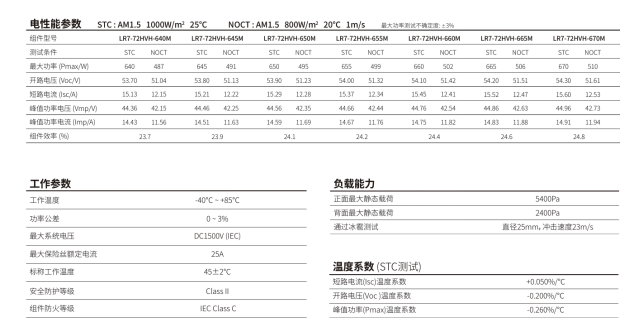 电性能参数 STC : AM1.5 1000W/m² 25°C NOCT : AM1.5 800W/m² 20°C 1m/s 最大功率测试不确定度: ±3%
组件型号 LR7-72HVH-640M LR7-72HVH-645M LR7-72HVH-650M LR7-72HVH-655M LR7-72HVH-660M LR7-72HVH-665M LR7-72HVH-670M
测试条件 STC NOCT STC NOCT STC NOCT STC NOCT STC NOCT STC NOCT STC NOCT
最大功率 (Pmax/W) 640 487 645 491 650 495 655 499 660 502 665 506 670 510
开路电压 (Voc/V) 53.70 51.04 53.80 51.13 53.90 51.23 54.00 51.32 54.10 51.42 54.20 51.51 54.30 51.61
短路电流 (Isc/A) 15.13 12.15 15.21 12.22 15.29 12.28 15.37 12.34 15.45 12.41 15.52 12.47 15.60 12.53
峰值功率电压 (Vmp/V) 44.36 42.15 44.46 42.25 44.56 42.35 44.66 42.44 44.76 42.54 44.86 42.63 44.96 42.73
峰值功率电流 (Imp/A) 14.43 11.56 14.51 11.63 14.59 11.69 14.67 11.76 14.75 11.82 14.83 11.88 14.91 11.94
组件效率 (%) 23.7 23.9 24.1 24.2 24.4 24.6 24.8
工作参数
工作温度 -40°C ~ +85°C
功率公差 0 ~ 3%
最大系统电压 DC1500V (IEC)
最大保险丝额定电流 25A
标称工作温度 45±2°C
安全防护等级 Class II
组件防火等级 IEC Class C
负载能力
正面最大静态载荷 5400Pa
背面最大静态载荷 2400Pa
通过冰雹测试 直径25mm, 冲击速度23m/s
温度系数 (STC测试)
短路电流(Isc)温度系数 +0.050%/°C
开路电压(Voc )温度系数 -0.200%/°C
峰值功率(Pmax)温度系数 -0.260%/°C